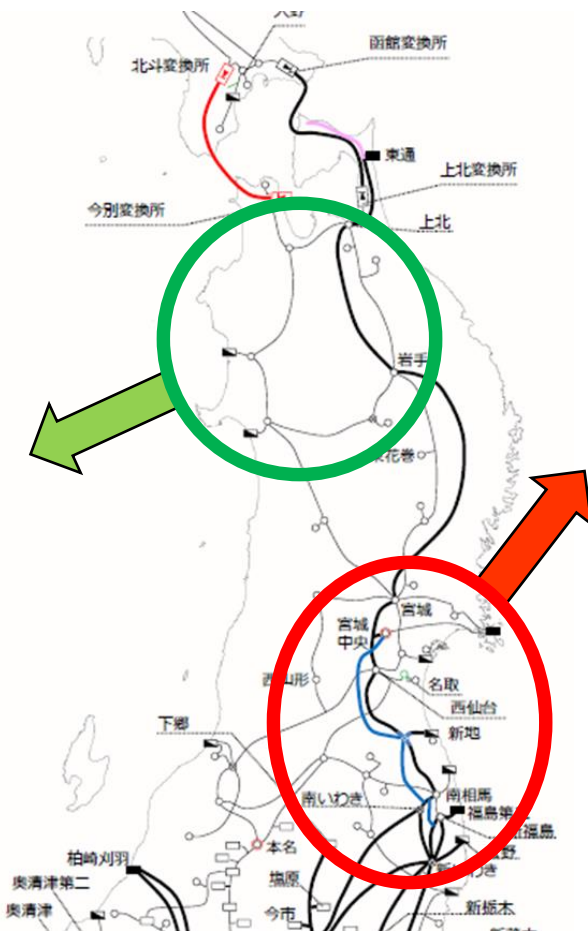 函館変換所
北斗変換所
東通
上北変換所
今別変換所
上北
岩手
花巻
宮城
宮城
中央
西山形
名取
西仙台
下郷
新地
南いわき
南相馬
福島第
福島
本名
柏崎刈羽
塩原
奥清津第二
奥清津
今市
新栃木